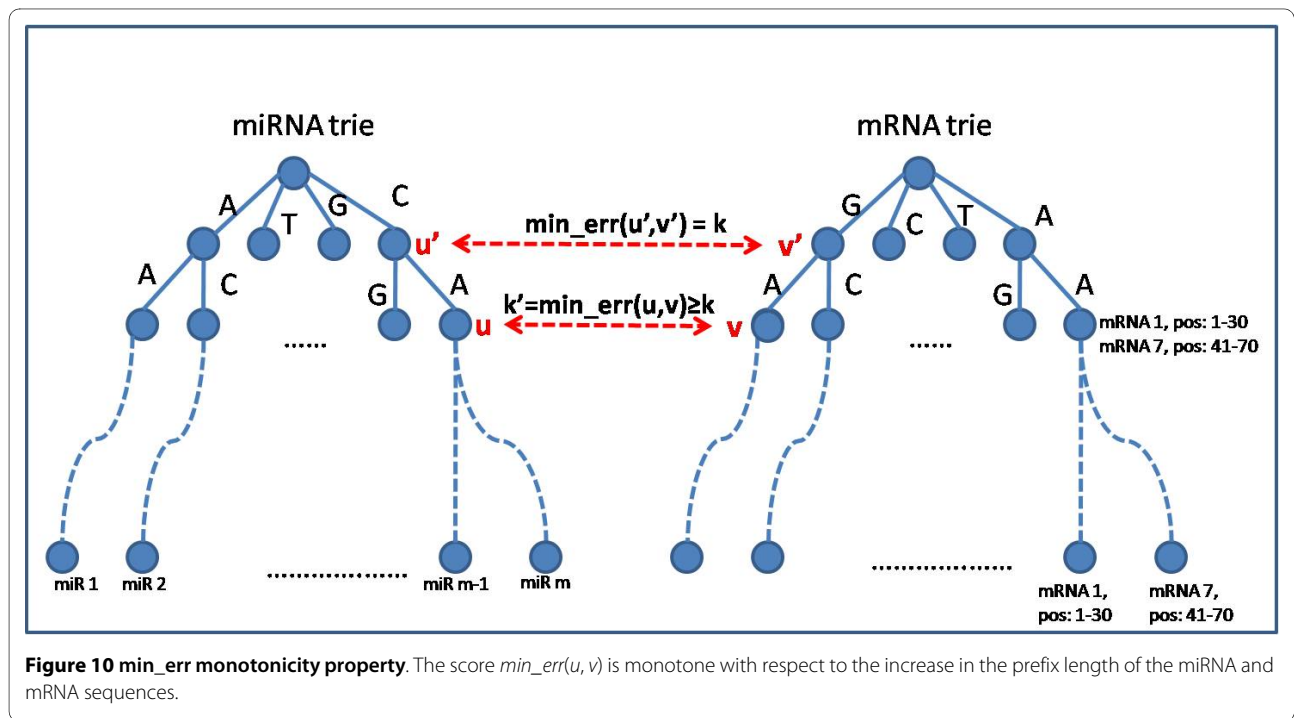 miRNA trie mRNA trie
A T G C G C T A
min_err(u',v') = k
u' v'
A C G A A C G A
k'=min_err(u,v)≥k
u v
mRNA 1, pos: 1-30
mRNA 7, pos: 41-70
...... ......
miR 1 miR 2 ................. miR m-1 miR m .................
mRNA 1, mRNA 7,
pos: 1-30 pos: 41-70
Figure 10 min_err monotonicity property. The score min_err(u, v) is monotone with respect to the increase in the prefix length of the miRNA and
mRNA sequences.